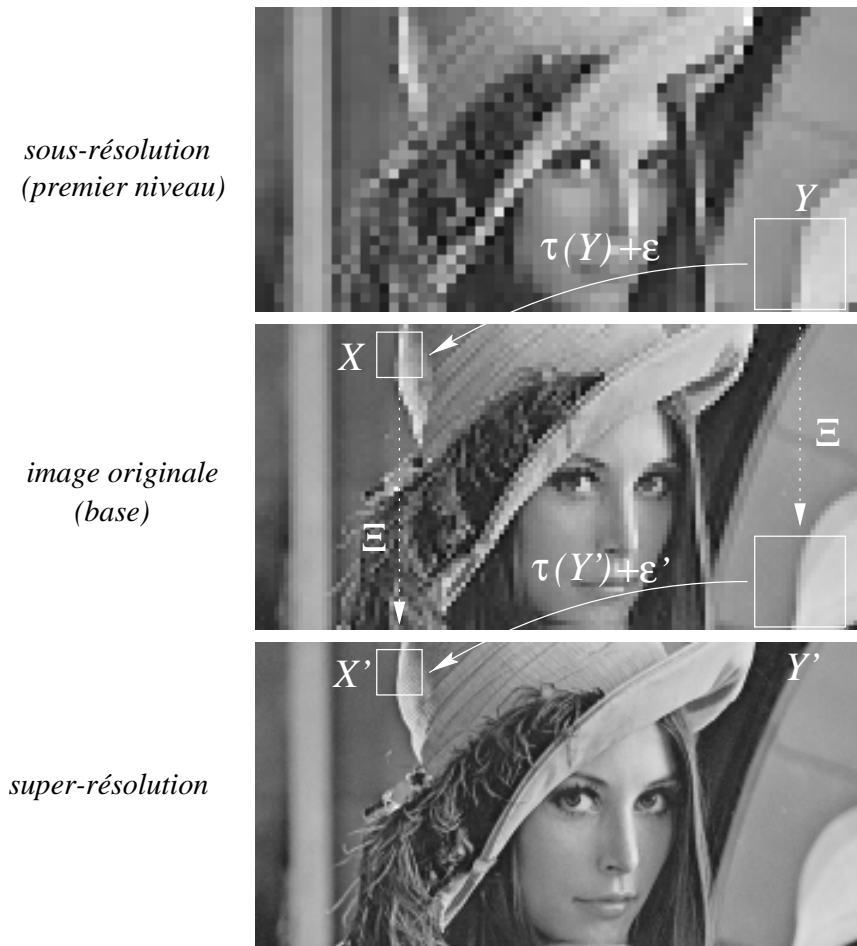 sous-résolution
(premier niveau)
Y
τ(Y)+ε
X
Ξ
image originale
(base)
Ξ
τ(Y’)+ε’
X’
Y’
super-résolution